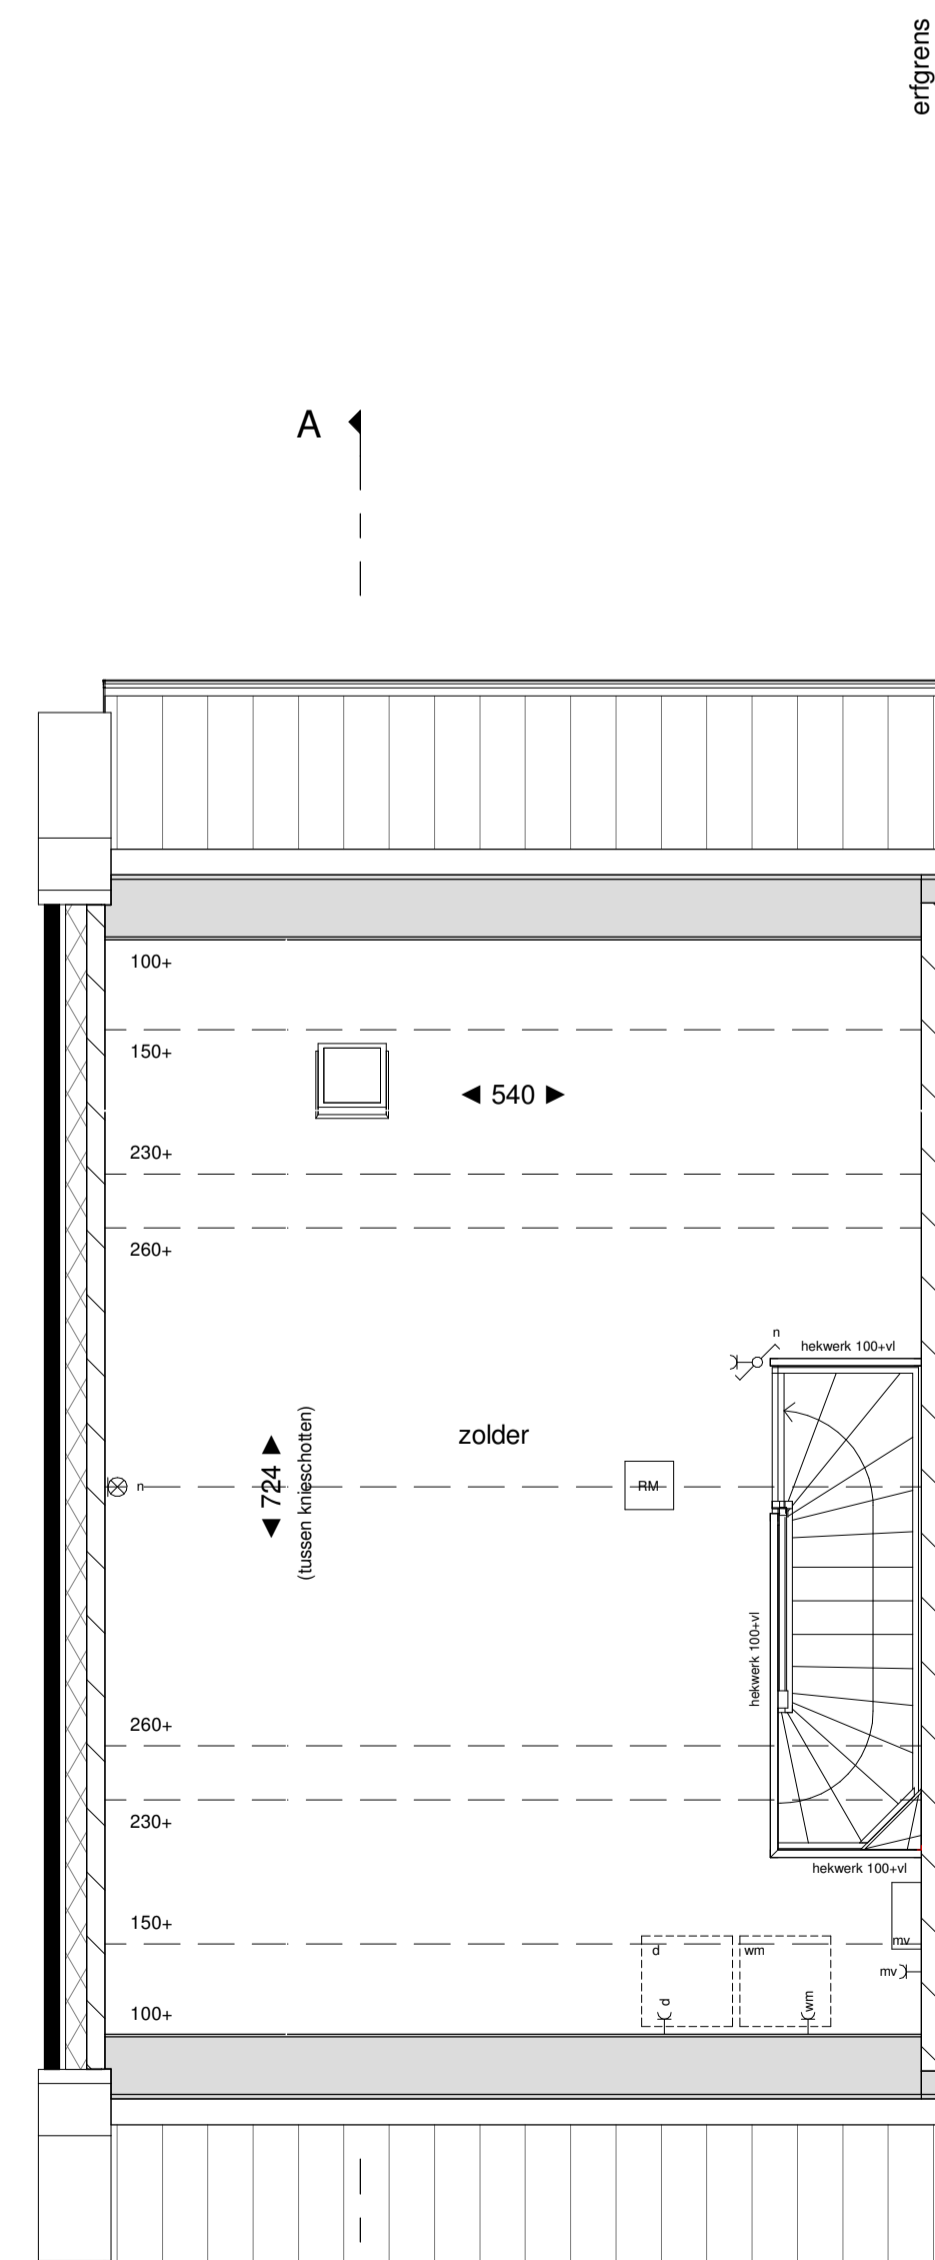 erfgrens
A
100+
150+
◄ 540 ►
230+
260+
n
hekwerk 100+vl
zolder
◄ 724 ►
(tussen knieschotten)
n
RM
hekwerk 100+vl
260+
230+
hekwerk 100+vl
150+
mv
d
wm
mv
d
wm
100+